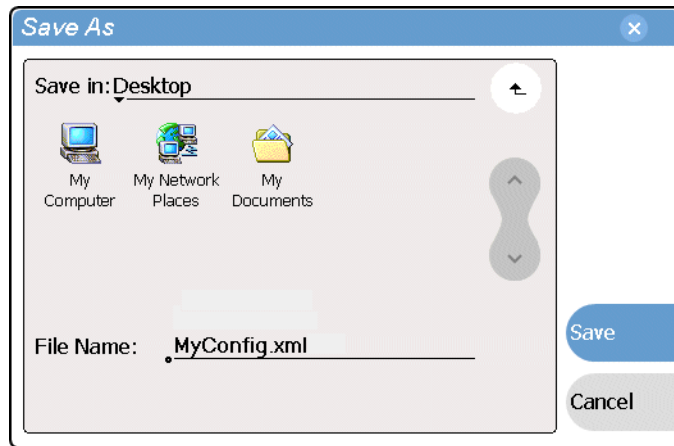 Save As
Save in: Desktop
My Computer
My Network Places
My Documents
File Name: MyConfig.xml
Save
Cancel